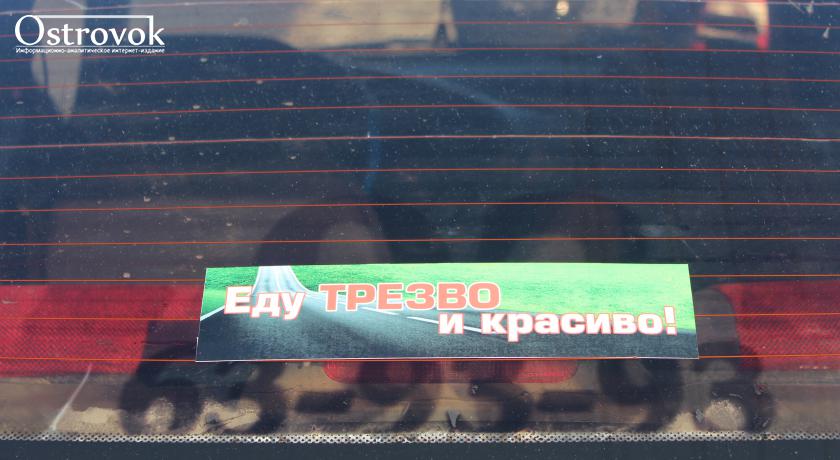 Ostrovok
Информационно-аналитическое интернет-издание
Еду ТРЕЗВО
и красиво!